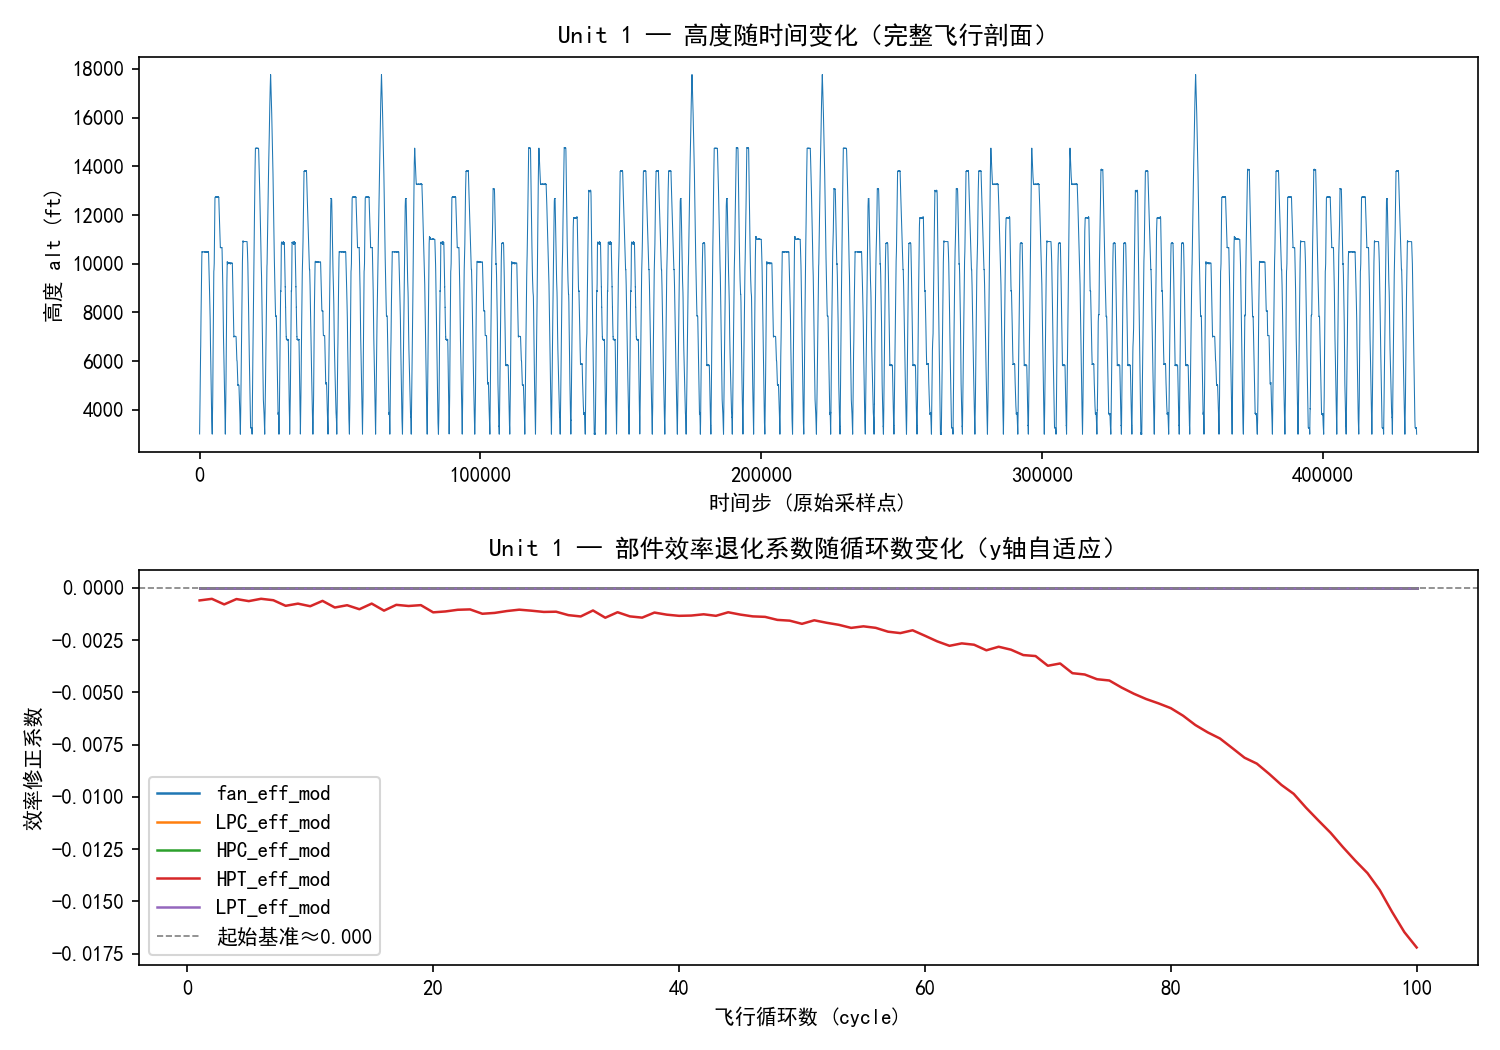 Unit 1 — 高度随时间变化（完整飞行剖面）
18000
16000
14000
12000
10000
8000
6000
4000
高度 alt (ft)
0
100000
200000
300000
400000
时间步 (原始采样点)
Unit 1 — 部件效率退化系数随循环数变化（y轴自适应）
0.0000
−0.0025
−0.0050
−0.0075
−0.0100
−0.0125
−0.0150
−0.0175
效率修正系数
fan_eff_mod
LPC_eff_mod
HPC_eff_mod
HPT_eff_mod
LPT_eff_mod
起始基准≈0.000
0
20
40
60
80
100
飞行循环数 (cycle)